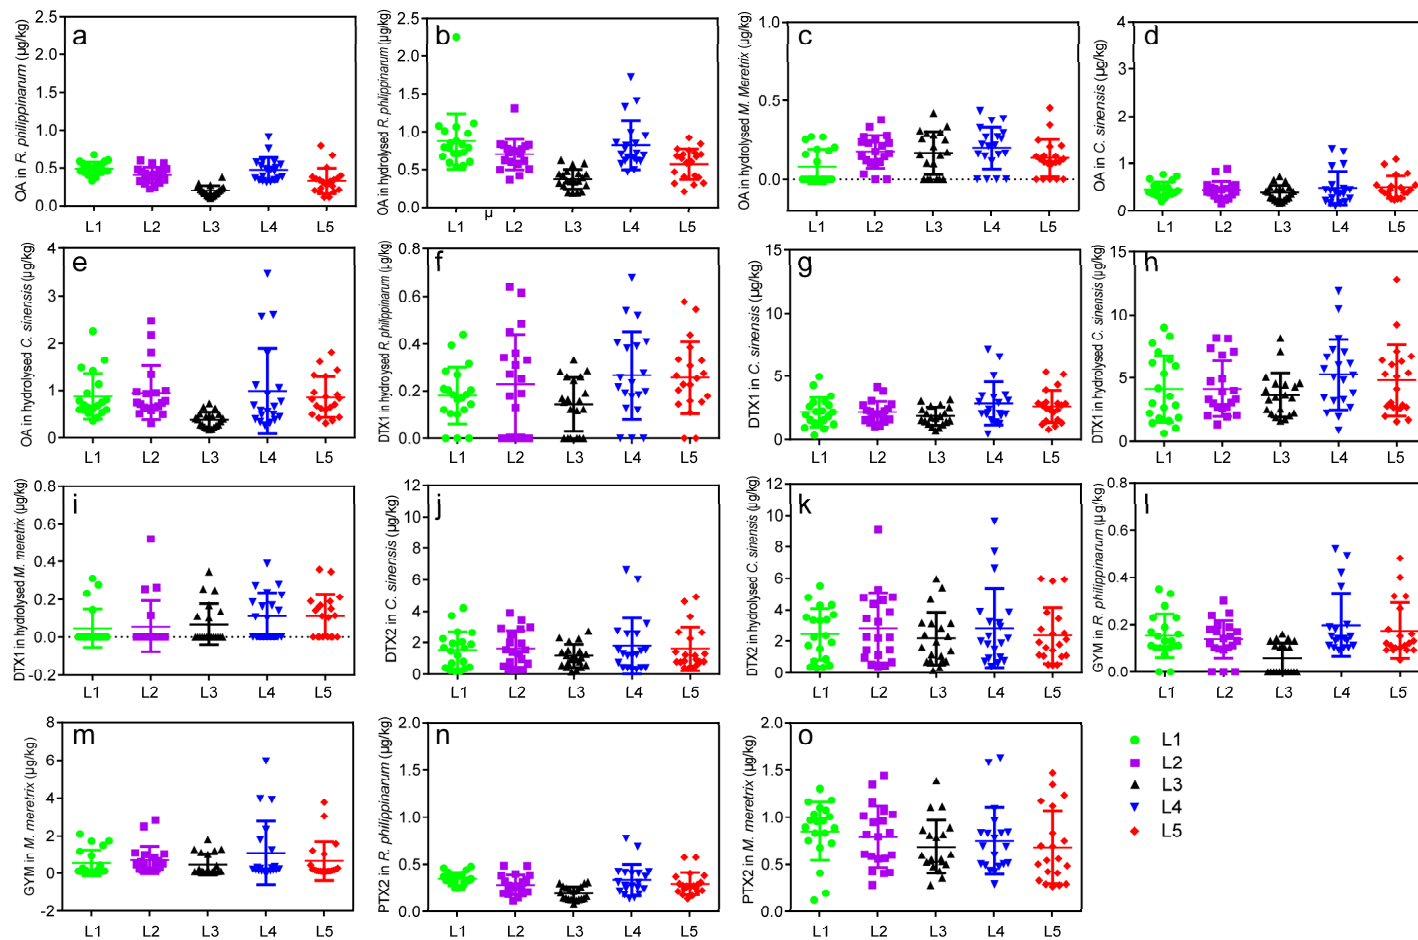 a
OA in R. philippinarum (µg/kg)
2.5
2.0
1.5
1.0
0.5
0.0
L1 L2 L3 L4 L5
b
OA in hydrolysed R. philippinarum (µg/kg)
2.5
2.0
1.5
1.0
0.5
0.0
L1 µ L2 L3 L4 L5
c
OA in hydrolysed M. Meretrix (µg/kg)
1.0
0.5
0.0
L1 L2 L3 L4 L5
d
OA in C. sinensis (µg/kg)
4
3
2
1
0
L1 L2 L3 L4 L5
e
OA in hydrolysed C. sinensis (µg/kg)
4
3
2
1
0
L1 L2 L3 L4 L5
f
DTX1 in hydrolysed R. philippinarum (µg/kg)
0.8
0.6
0.4
0.2
0.0
L1 L2 L3 L4 L5
g
DTX1 in C. sinensis (µg/kg)
15
10
5
0
L1 L2 L3 L4 L5
h
DTX1 in hydrolysed C. sinensis (µg/kg)
15
10
5
0
L1 L2 L3 L4 L5
i
DTX1 in hydrolysed M. meretrix (µg/kg)
0.8
0.6
0.4
0.2
0.0
-0.2
L1 L2 L3 L4 L5
j
DTX2 in C. sinensis (µg/kg)
12
10
8
6
4
2
0
L1 L2 L3 L4 L5
k
DTX2 in hydrolysed C. sinensis (µg/kg)
12
10
8
6
4
2
0
L1 L2 L3 L4 L5
l
GYM in R. philippinarum (µg/kg)
0.8
0.6
0.4
0.2
0.0
L1 L2 L3 L4 L5
m
GYM in M. meretrix (µg/kg)
8
6
4
2
0
-2
L1 L2 L3 L4 L5
n
PTX2 in R. philippinarum (µg/kg)
2.0
1.5
1.0
0.5
0.0
L1 L2 L3 L4 L5
o
PTX2 in M. meretrix (µg/kg)
2.0
1.5
1.0
0.5
0.0
L1 L2 L3 L4 L5
L1
L2
L3
L4
L5